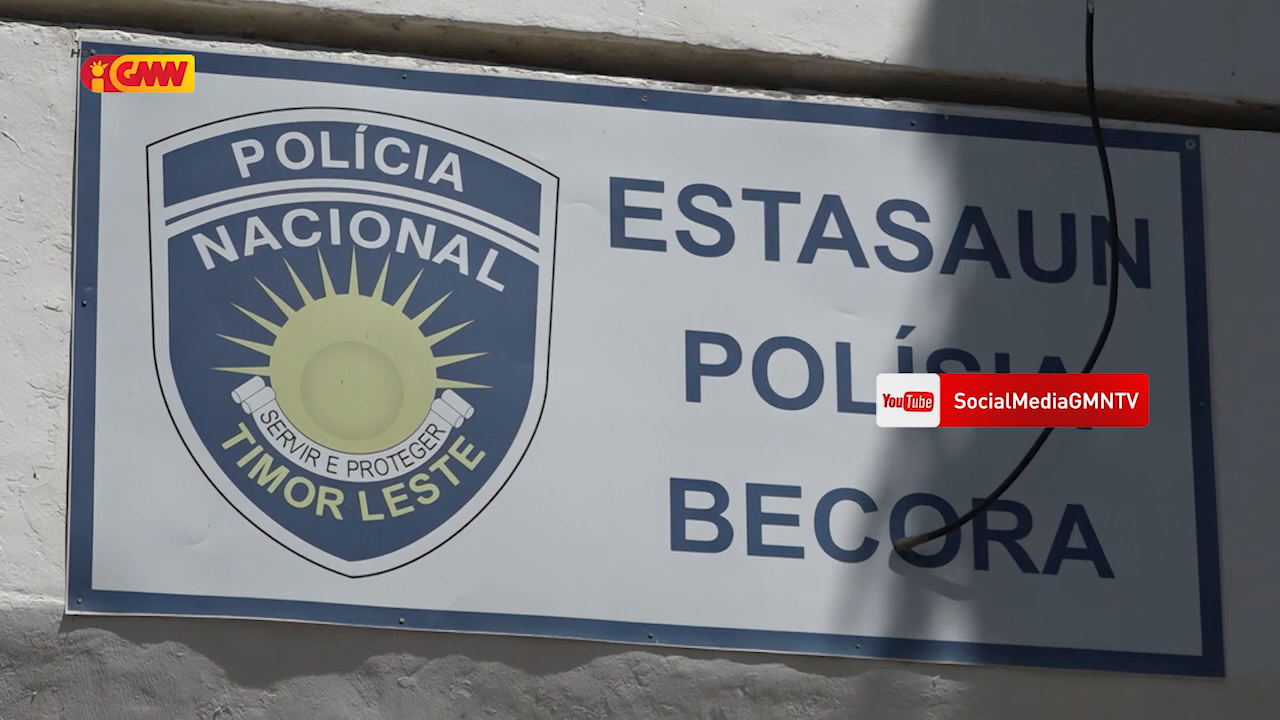 GMN
POLÍCIA
NACIONAL
SERVIR E PROTEGER
TIMOR LESTE
ESTASAUN
POLÍSIA
BECORA
YouTube SocialMediaGMNTV